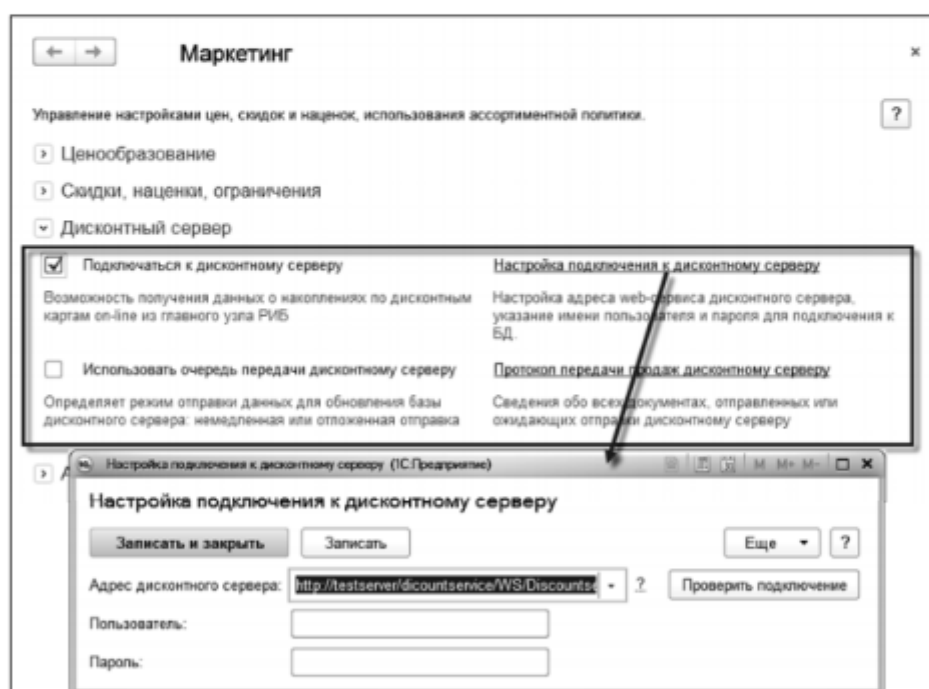 Маркетинг
Управление настройками цен, скидок и наценок, использования ассортиментной политики.
?
Ценообразование
Скидки, наценки, ограничения
Дисконтный сервер
Подключаться к дисконтному серверу
Настройка подключения к дисконтному серверу
Возможность получения данных о накоплениях по дисконтным
картам on-line из главного узла РИБ
Настройка адреса web-сервиса дисконтного сервера,
указание имени пользователя и пароля для подключения к
БД.
Использовать очередь передачи дисконтному серверу
Протокол передачи продаж дисконтному серверу
Определяет режим отправки данных для обновления базы
дисконтного сервера: немедленная или отложенная отправка
Сведения обо всех документах, отправленных или
ожидающих отправки дисконтному серверу
А
Настройка подключения к дисконтному серверу (1С:Предприятие)
M M+ M-
Настройка подключения к дисконтному серверу
Записать и закрыть
Записать
Еще
?
Адрес дисконтного сервера:
http://testserver/dicountservice/WS/Discountse
?
Проверить подключение
Пользователь:
Пароль: